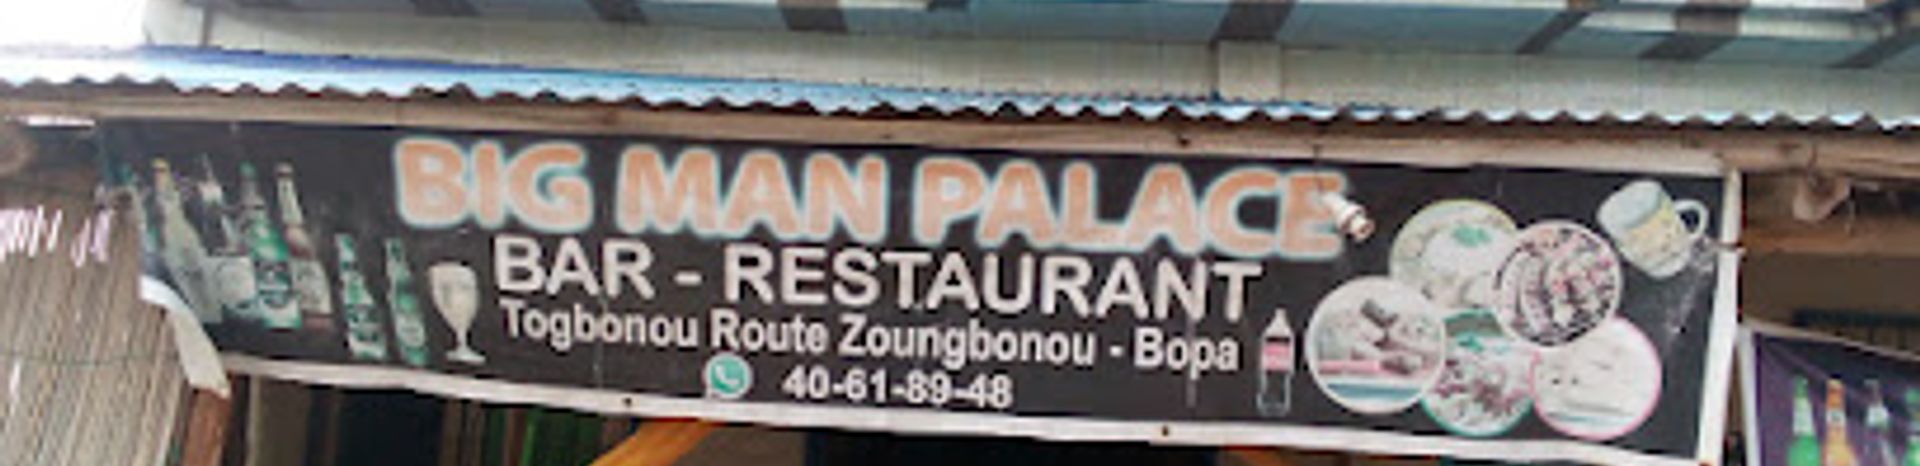 BIG MAN PALACE
BAR - RESTAURANT
Togbonou Route Zoungbonou - Bopa
40-61-89-48